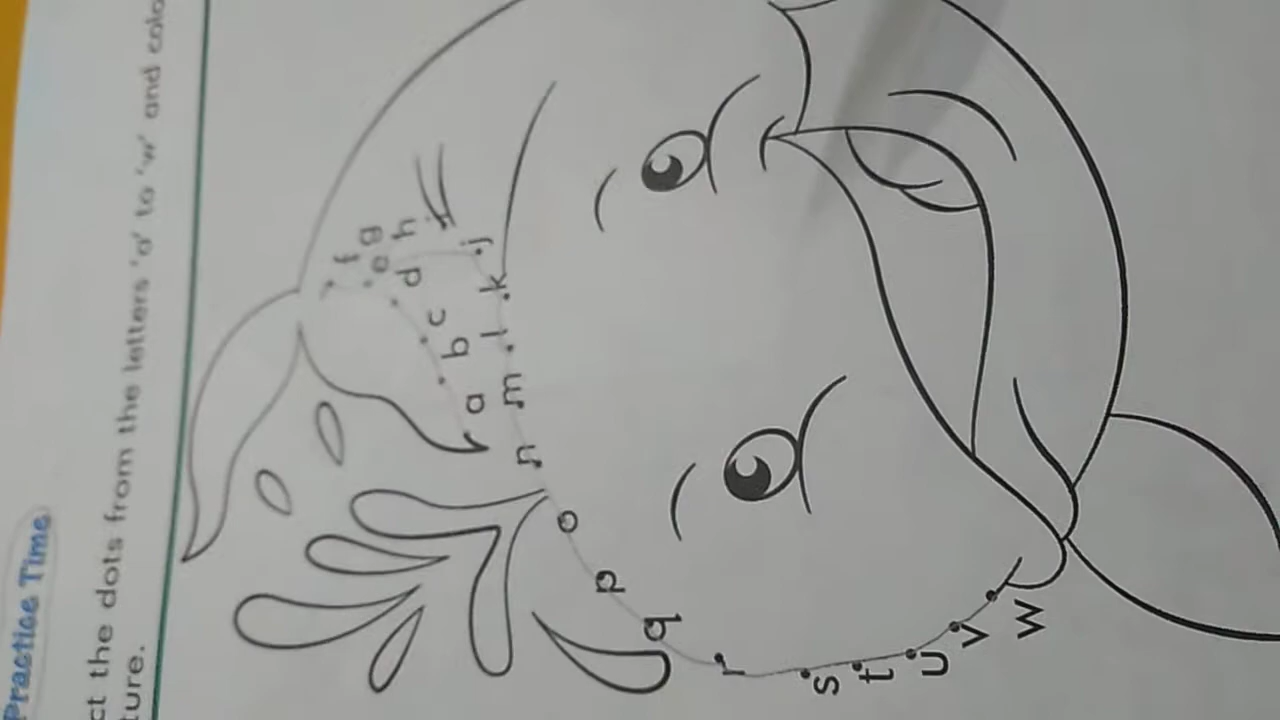 Practice Time
ct the dots from the letters 'a' to 'w' and colo
ture.
a
b
c
d
e
f
g
h
i
j
k
l
m
n
o
p
q
r
s
t
u
v
w